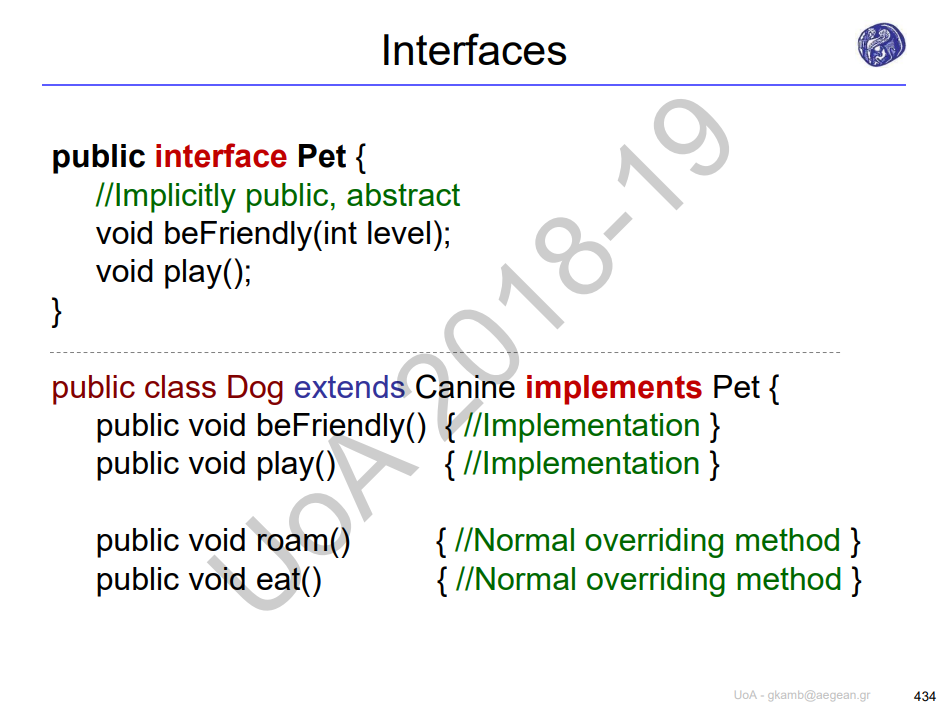 Interfaces
public interface Pet {
//Implicitly public, abstract
void beFriendly(int level);
void play();
}
public class Dog extends Canine implements Pet {
public void beFriendly() { //Implementation }
public void play() { //Implementation }
public void roam() { //Normal overriding method }
public void eat() { //Normal overriding method }
UoA 2018-19
UoA - gkamb@aegean.gr 434